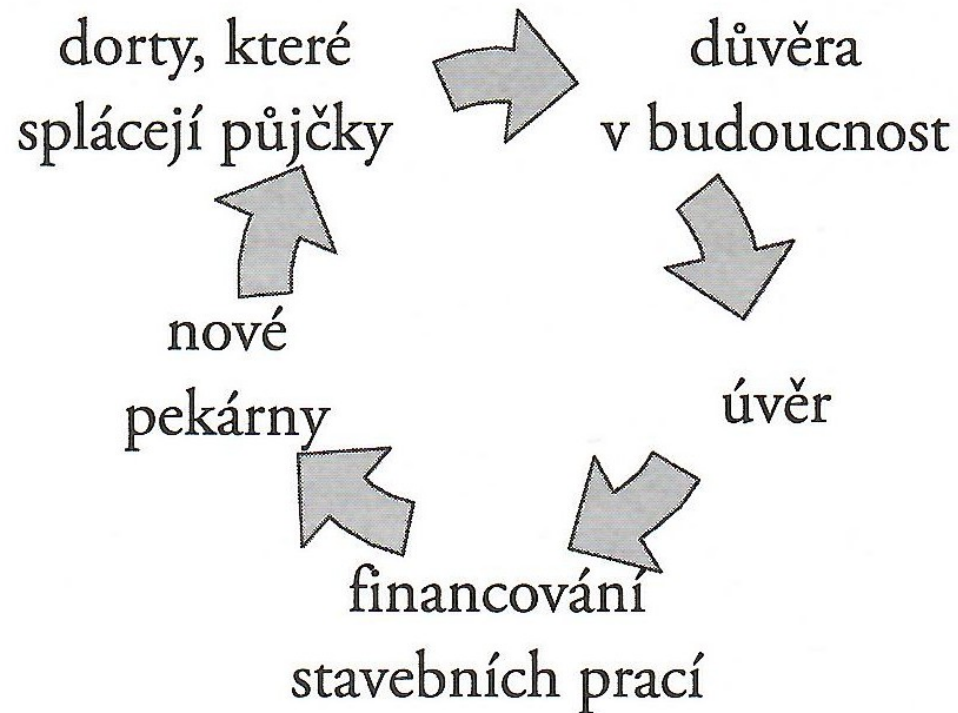 dorty, které
splácejí půjčky
důvěra
v budoucnost
úvěr
financování
stavebních prací
nové
pekárny